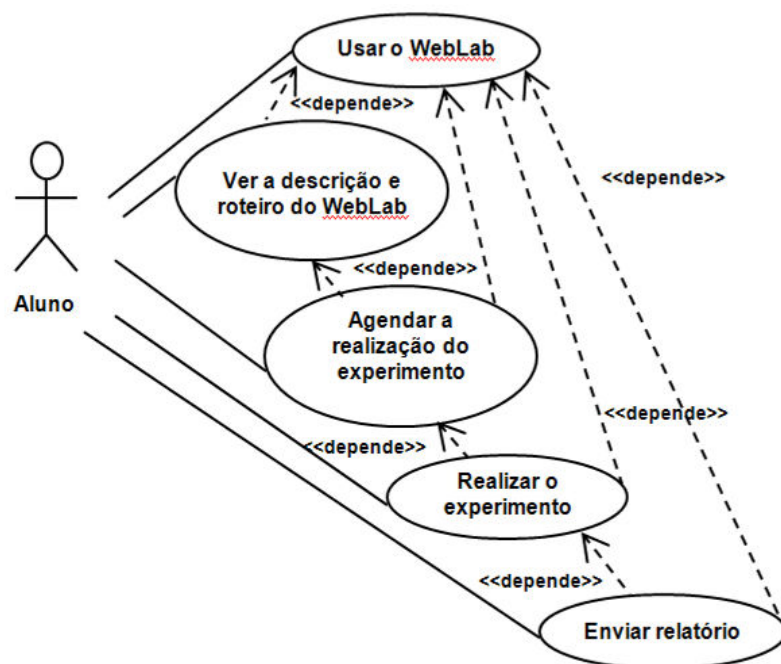 Usar o WebLab
<<depende>>
Ver a descrição e
roteiro do WebLab
<<depende>>
<<depende>>
Aluno
Agendar a
realização do
experimento
<<depende>>
<<depende>>
Realizar o
experimento
<<depende>>
Enviar relatório